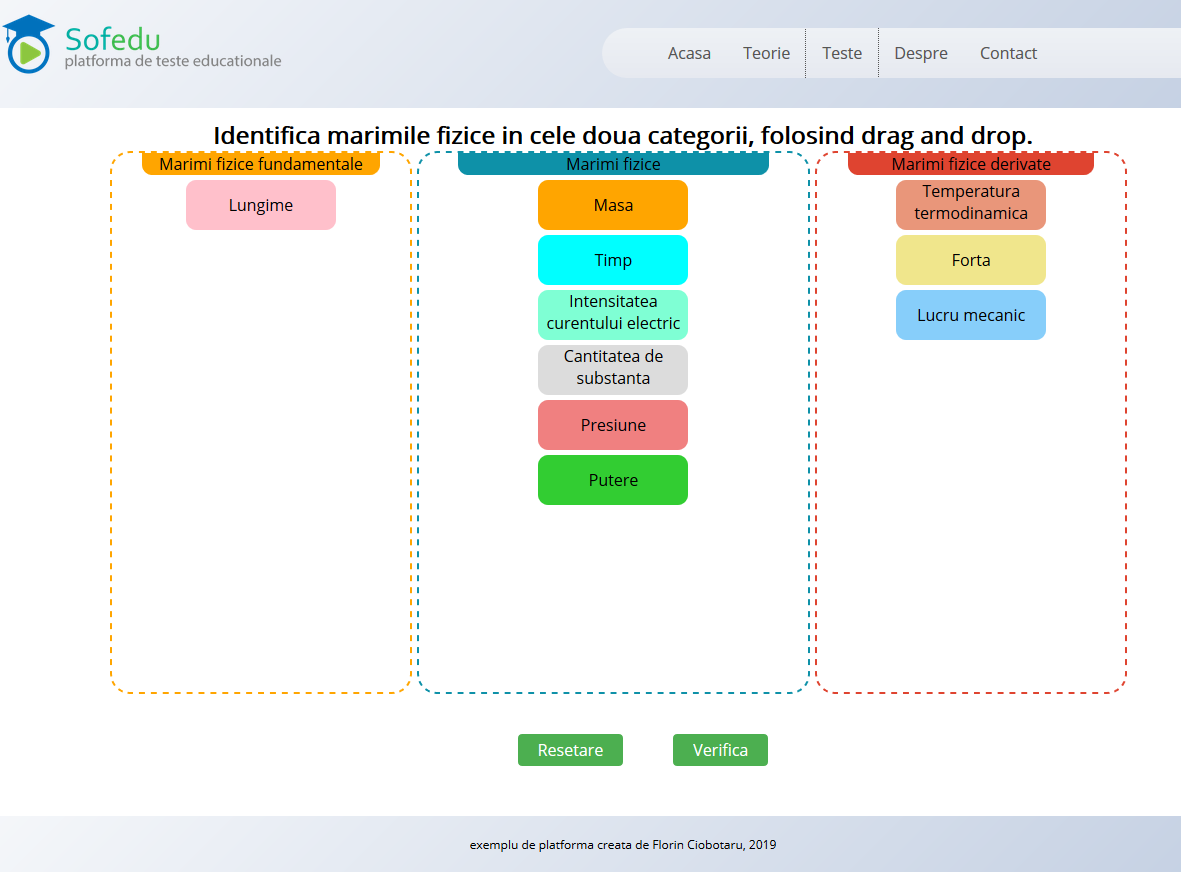 Sofedu
platforma de teste educationale
Acasa Teorie Teste Despre Contact
Identifica marimile fizice in cele doua categorii, folosind drag and drop.
Marimi fizice fundamentale
Lungime
Marimi fizice
Masa
Timp
Intensitatea
curentului electric
Cantitatea de
substanta
Presiune
Putere
Marimi fizice derivate
Temperatura
termodinamica
Forta
Lucru mecanic
Resetare Verifica
exemplu de platforma creata de Florin Ciobotaru, 2019